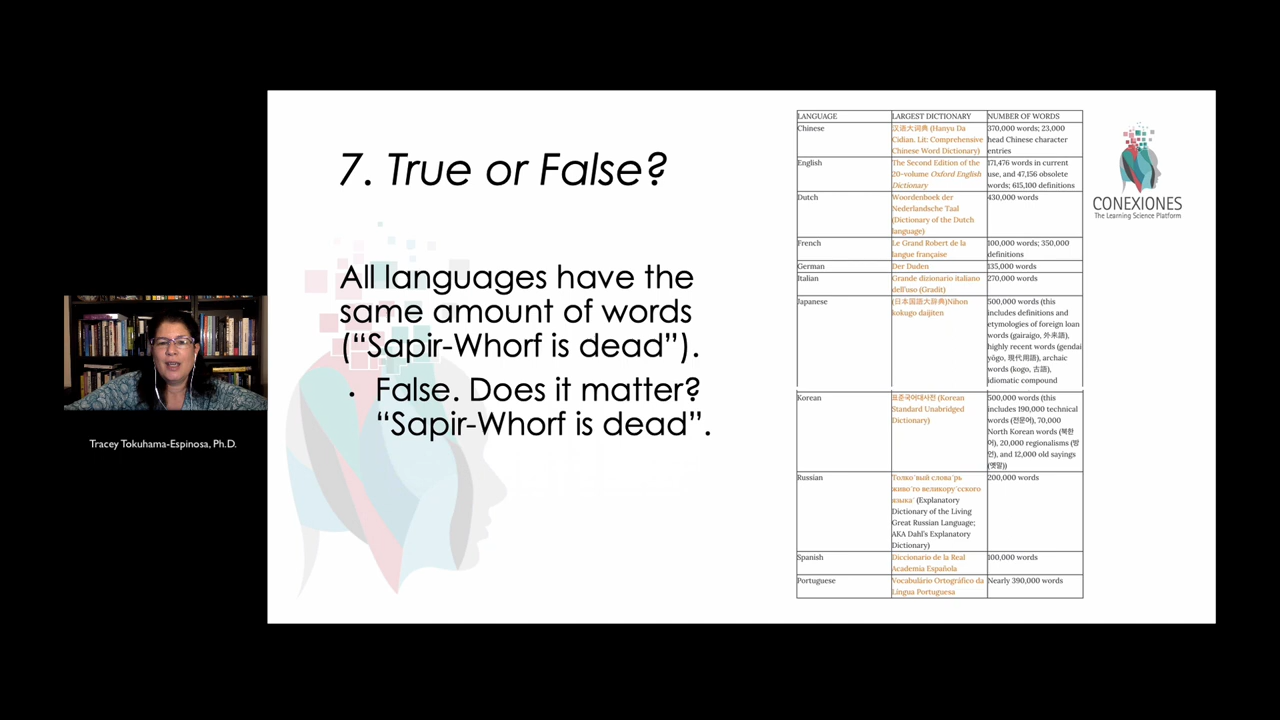 7. True or False?
All languages have the
same amount of words
(“Sapir-Whorf is dead”).
• False. Does it matter?
“Sapir-Whorf is dead”.
Tracey Tokuhama-Espinosa, Ph.D.
LANGUAGE LARGEST DICTIONARY NUMBER OF WORDS
Chinese
汉语大词典 (Hanyu Da
Cidian. Lit: Comprehensive
Chinese Word Dictionary)
370,000 words; 23,000
head Chinese character
entries
English
The Second Edition of the
20-volume Oxford English
Dictionary
171,476 words in current
use, and 47,156 obsolete
words; 615,100 definitions
Dutch
Woordenboek der
Nederlandsche Taal
(Dictionary of the Dutch
language)
430,000 words
French
Le Grand Robert de la
langue française
100,000 words; 350,000
definitions
German
Der Duden
135,000 words
Italian
Grande dizionario italiano
dell'uso (Gradit)
270,000 words
Japanese
(日本国語大辞典)Nihon
kokugo daijiten
500,000 words (this
includes definitions and
etymologies of foreign loan
words (gairaigo, 外来語),
highly recent words (gendai
yōgo, 現代用語), archaic
words (kogo, 古語),
idiomatic compound
Korean
표준국어대사전 (Korean
Standard Unabridged
Dictionary)
500,000 words (this
includes 190,000 technical
words (전문어), 70,000
North Korean words (북한
어), 20,000 regionalisms (방
언), and 12,000 old sayings
(옛말))
Russian
Толко́вый слова́рь
живо́го великору́сского
языка́ (Explanatory
Dictionary of the Living
Great Russian Language;
AKA Dahl's Explanatory
Dictionary)
200,000 words
Spanish
Diccionario de la Real
Academia Española
100,000 words
Portuguese
Vocabulário Ortográfico da
Língua Portuguesa
Nearly 390,000 words
CONEXIONES
The Learning Science Platform